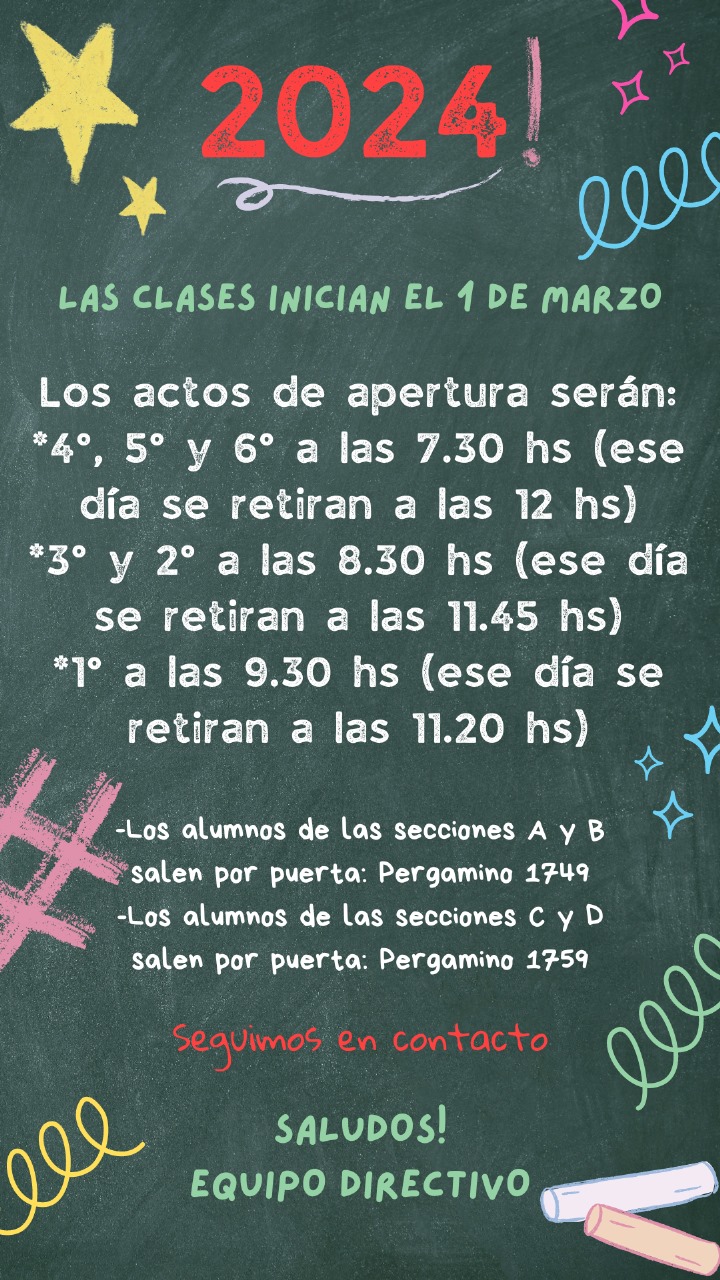 2024!
LAS CLASES INICIAN EL 1 DE MARZO
Los actos de apertura serán:
*4°, 5° y 6° a las 7.30 hs (ese
día se retiran a las 12 hs)
*3° y 2° a las 8.30 hs (ese día
se retiran a las 11.45 hs)
*1° a las 9.30 hs (ese día se
retiran a las 11.20 hs)
-Los alumnos de las secciones A y B
salen por puerta: Pergamino 1749
-Los alumnos de las secciones C y D
salen por puerta: Pergamino 1759
Seguimos en contacto
SALUDOS!
EQUIPO DIRECTIVO